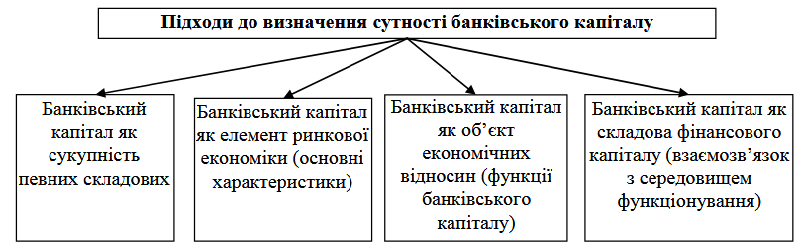 Підходи до визначення сутності банківського капіталу
Банківський
капітал як
сукупність
певних складових
Банківський капітал
як елемент ринкової
економіки (основні
характеристики)
Банківський капітал
як об’єкт
економічних
відносин (функції
банківського
капіталу)
Банківський капітал як
складова фінансового
капіталу (взаємозв’язок
з середовищем
функціонування)